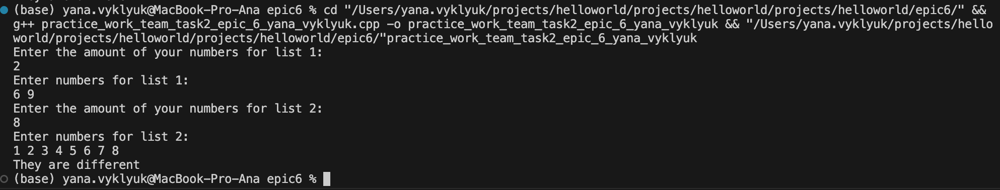 (base) yana.vyklyuk@MacBook-Pro-Ana epic6 % cd "/Users/yana.vyklyuk/projects/helloworld/projects/helloworld/projects/helloworld/epic6/" &&
g++ practice_work_team_task2_epic_6_yana_vyklyuk.cpp -o practice_work_team_task2_epic_6_yana_vyklyuk && "/Users/yana.vyklyuk/projects/hello
world/projects/helloworld/projects/helloworld/epic6/"practice_work_team_task2_epic_6_yana_vyklyuk
Enter the amount of your numbers for list 1:
2
Enter numbers for list 1:
6 9
Enter the amount of your numbers for list 2:
8
Enter numbers for list 2:
1 2 3 4 5 6 7 8
They are different
(base) yana.vyklyuk@MacBook-Pro-Ana epic6 %